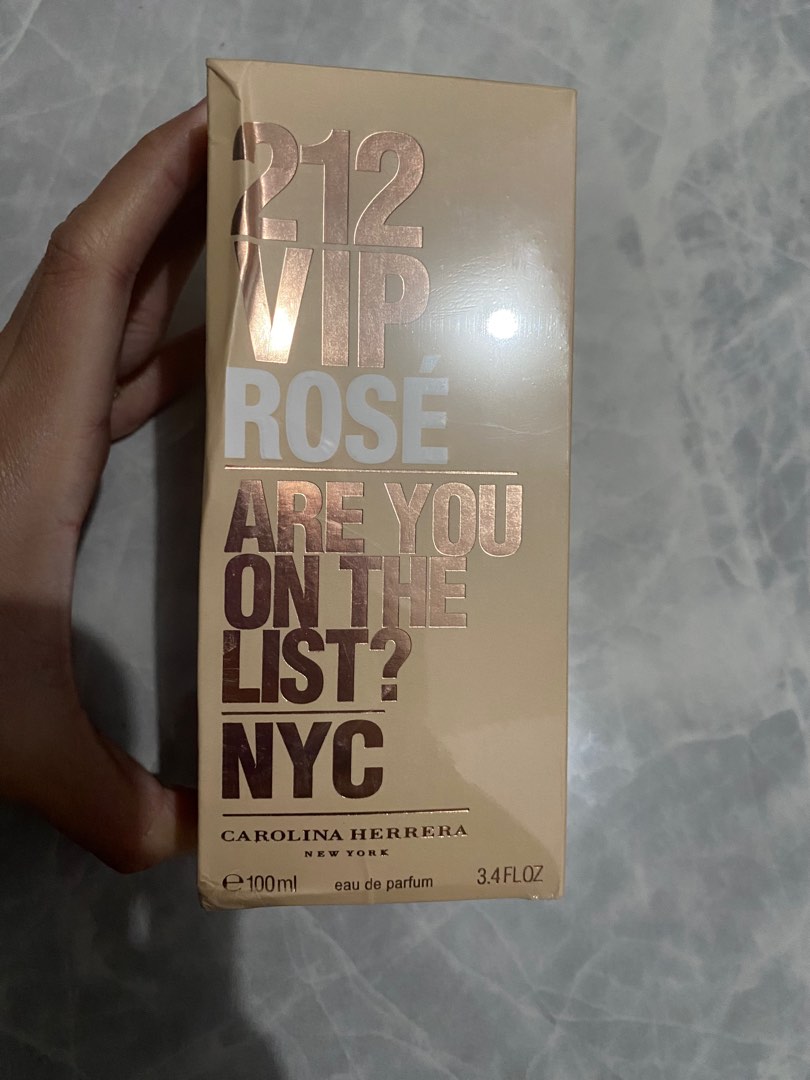 212
VIP
ROSÉ
ARE YOU
ON THE
LIST?
NYC
CAROLINA HERRERA
NEW YORK
℮100ml eau de parfum 3.4 FL.OZ